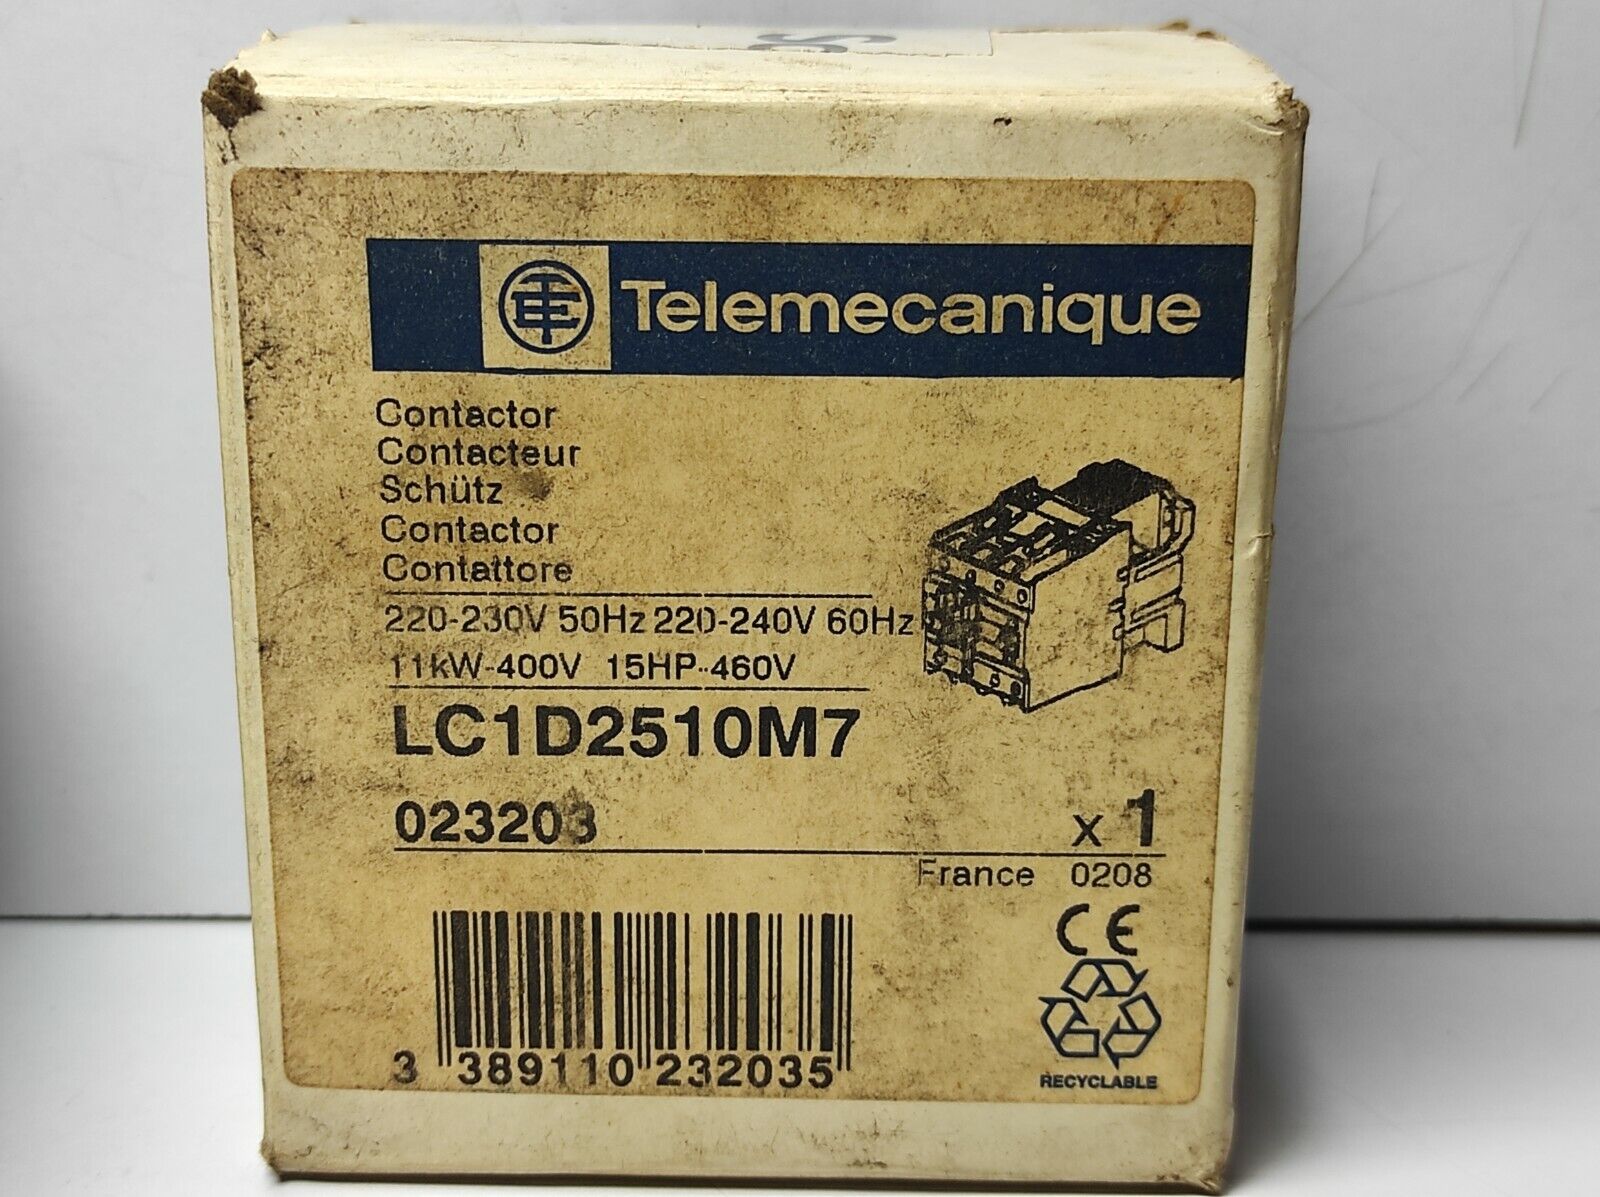 Telemecanique
Contactor
Contacteur
Schütz
Contactor
Contattore
220-230V 50Hz 220-240V 60Hz
11kW-400V 15HP-460V
LC1D2510M7
023203 x 1
France 0208
CE
3 389110 232035
RECYCLABLE